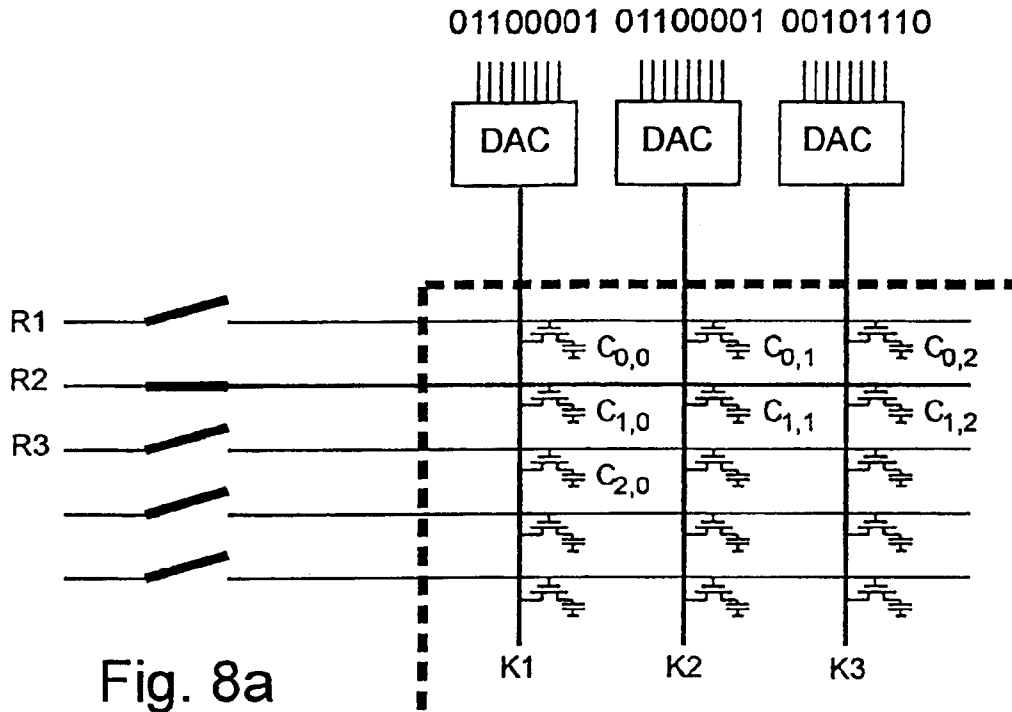 01100001 01100001 00101110
DAC DAC DAC
R1
C0,0 C0,1 C0,2
R2
C1,0 C1,1 C1,2
R3
C2,0
K1 K2 K3
Fig. 8a